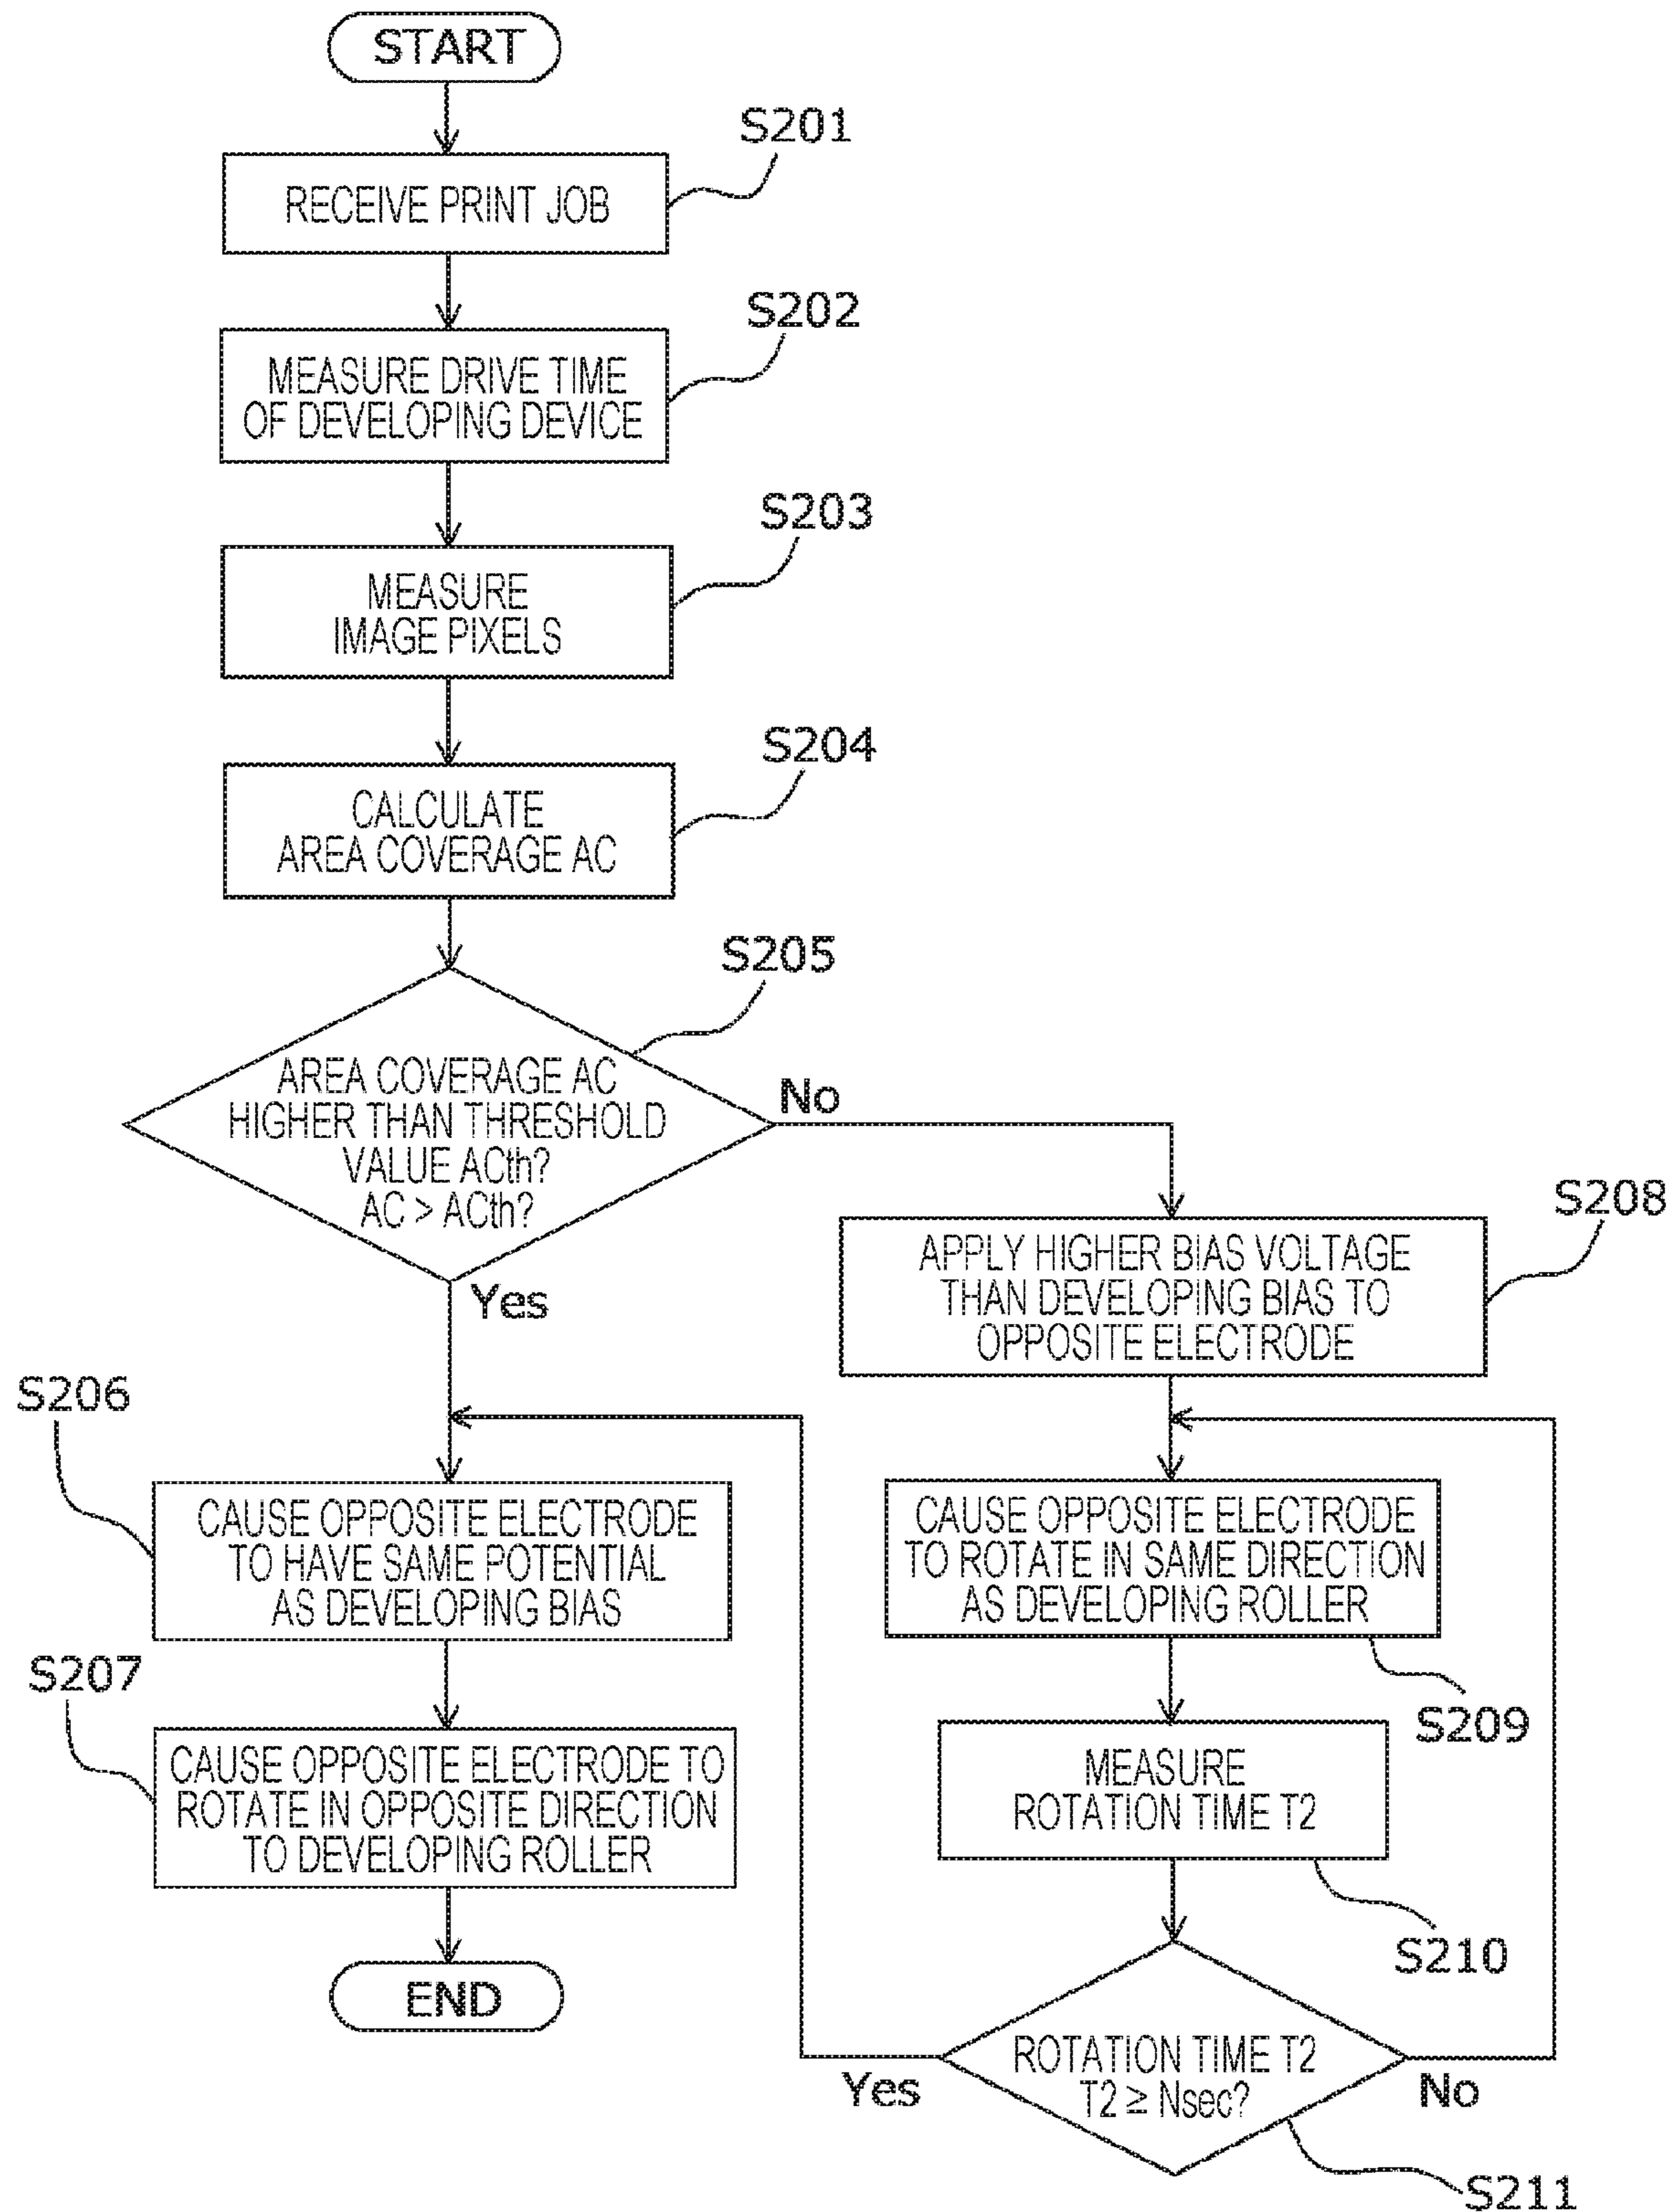 START
S201
RECEIVE PRINT JOB
S202
MEASURE DRIVE TIME
OF DEVELOPING DEVICE
S203
MEASURE
IMAGE PIXELS
S204
CALCULATE
AREA COVERAGE AC
S205
AREA COVERAGE AC
HIGHER THAN THRESHOLD
VALUE ACth?
AC > ACth?
No
Yes
S208
APPLY HIGHER BIAS VOLTAGE
THAN DEVELOPING BIAS TO
OPPOSITE ELECTRODE
S206
CAUSE OPPOSITE ELECTRODE
TO HAVE SAME POTENTIAL
AS DEVELOPING BIAS
CAUSE OPPOSITE ELECTRODE
TO ROTATE IN SAME DIRECTION
AS DEVELOPING ROLLER
S209
S207
CAUSE OPPOSITE ELECTRODE TO
ROTATE IN OPPOSITE DIRECTION
TO DEVELOPING ROLLER
MEASURE
ROTATION TIME T2
S210
END
ROTATION TIME T2
T2 ≥ Nsec?
Yes
No
S211